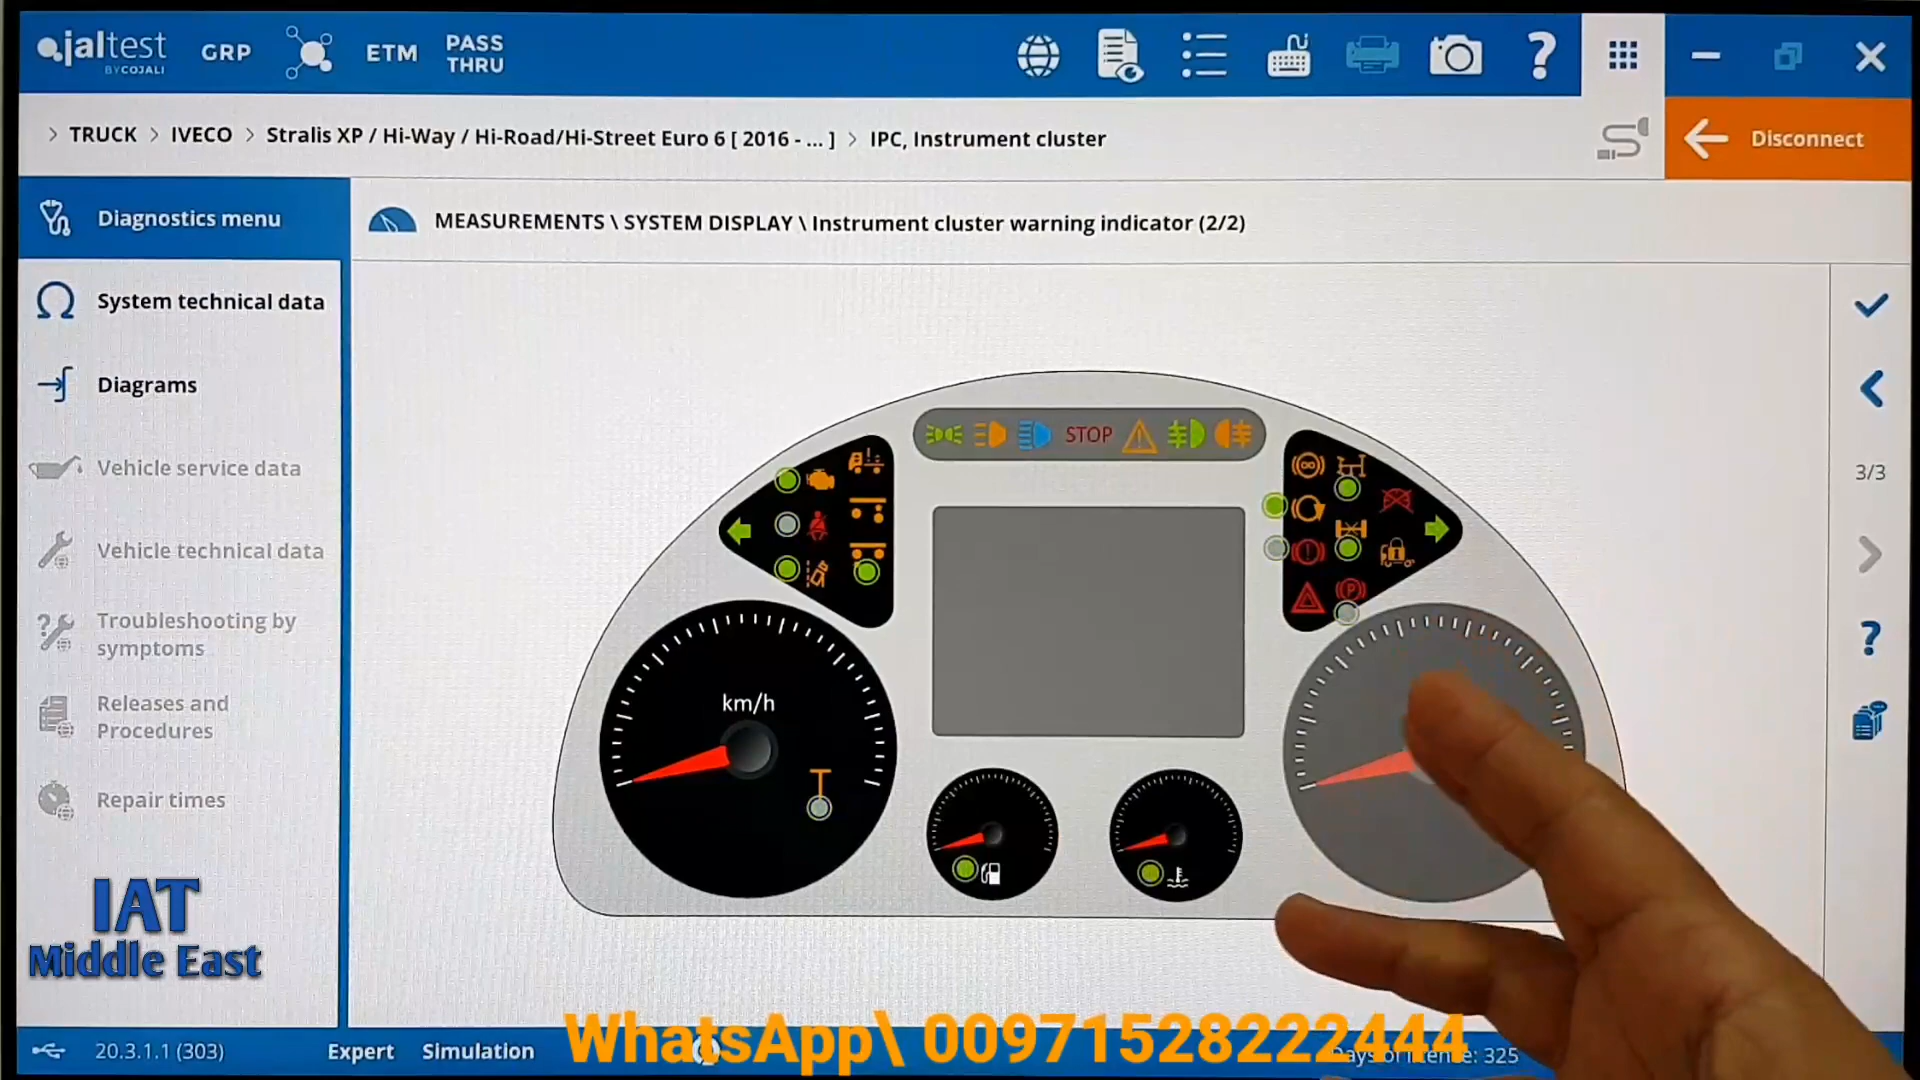 jaltest
BY COJALI
GRP
ETM
PASS
THRU
?
> TRUCK > IVECO > Stralis XP / Hi-Way / Hi-Road/Hi-Street Euro 6 [ 2016 - ... ] > IPC, Instrument cluster
Disconnect
Diagnostics menu
MEASUREMENTS \ SYSTEM DISPLAY \ Instrument cluster warning indicator (2/2)
System technical data
Diagrams
Vehicle service data
Vehicle technical data
Troubleshooting by
symptoms
Releases and
Procedures
Repair times
STOP
km/h
3/3
?
IAT
Middle East
20.3.1.1 (303)
Expert
Simulation
WhatsApp\ 00971528222444
Days of license: 325